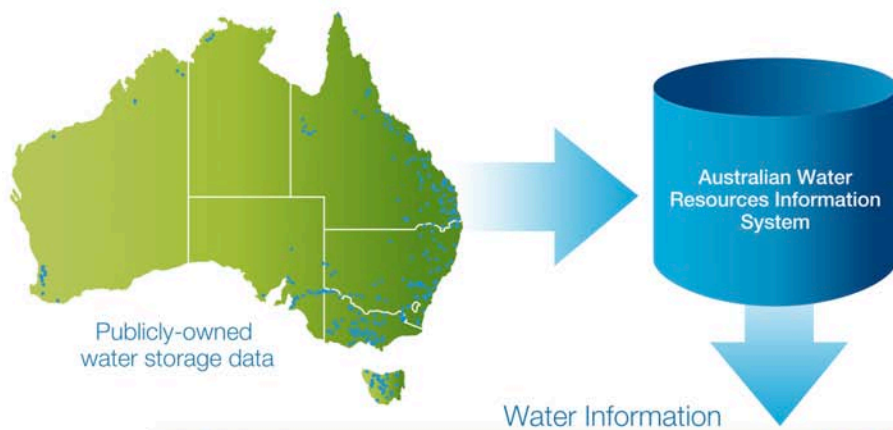 Australian Water
Resources Information
System
Publicly-owned
water storage data
Water Information